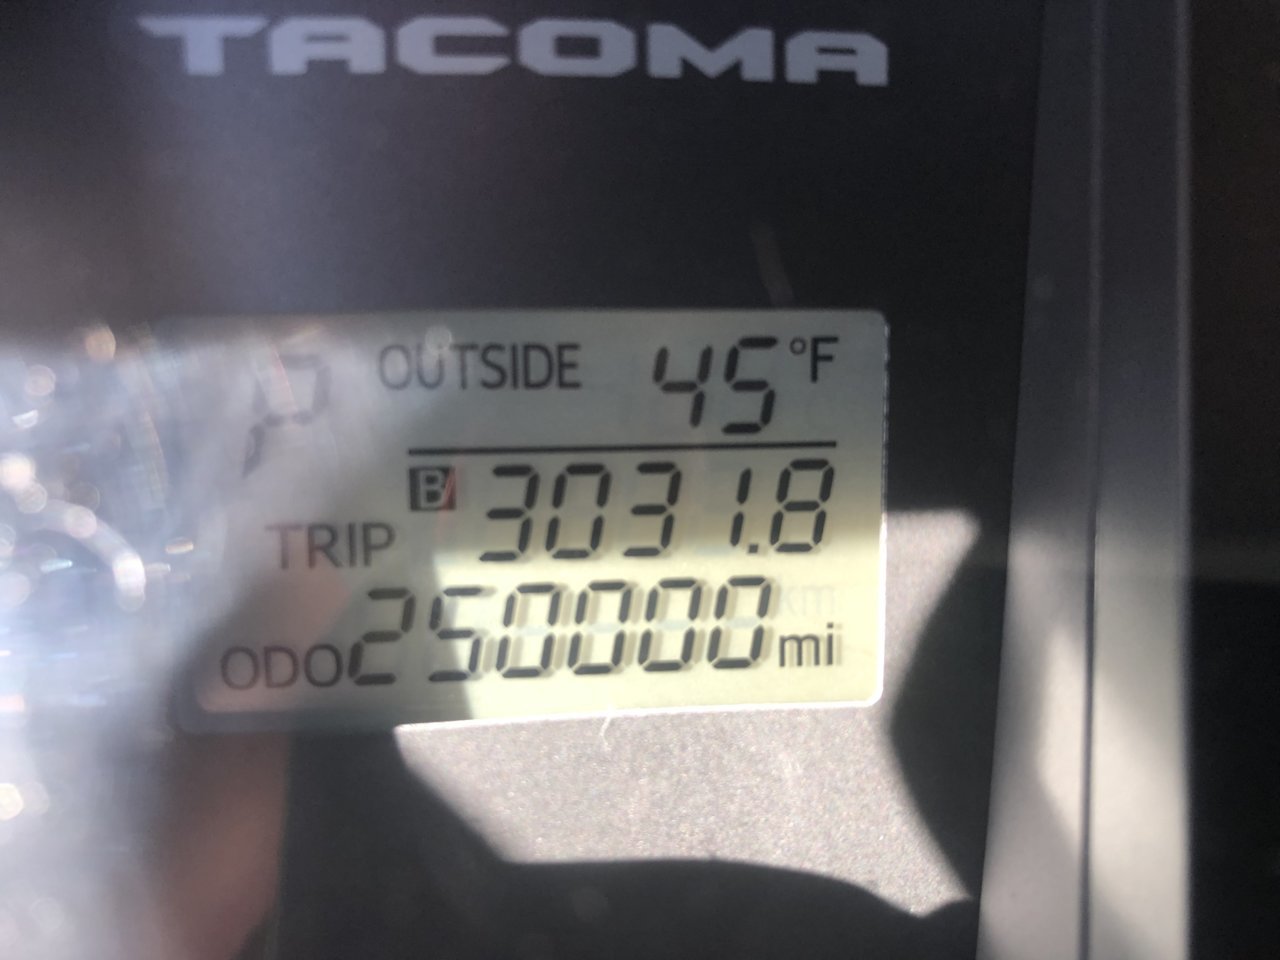 TACOMA
P OUTSIDE 45°F
TRIP B 3031.8
ODO 250000 mi